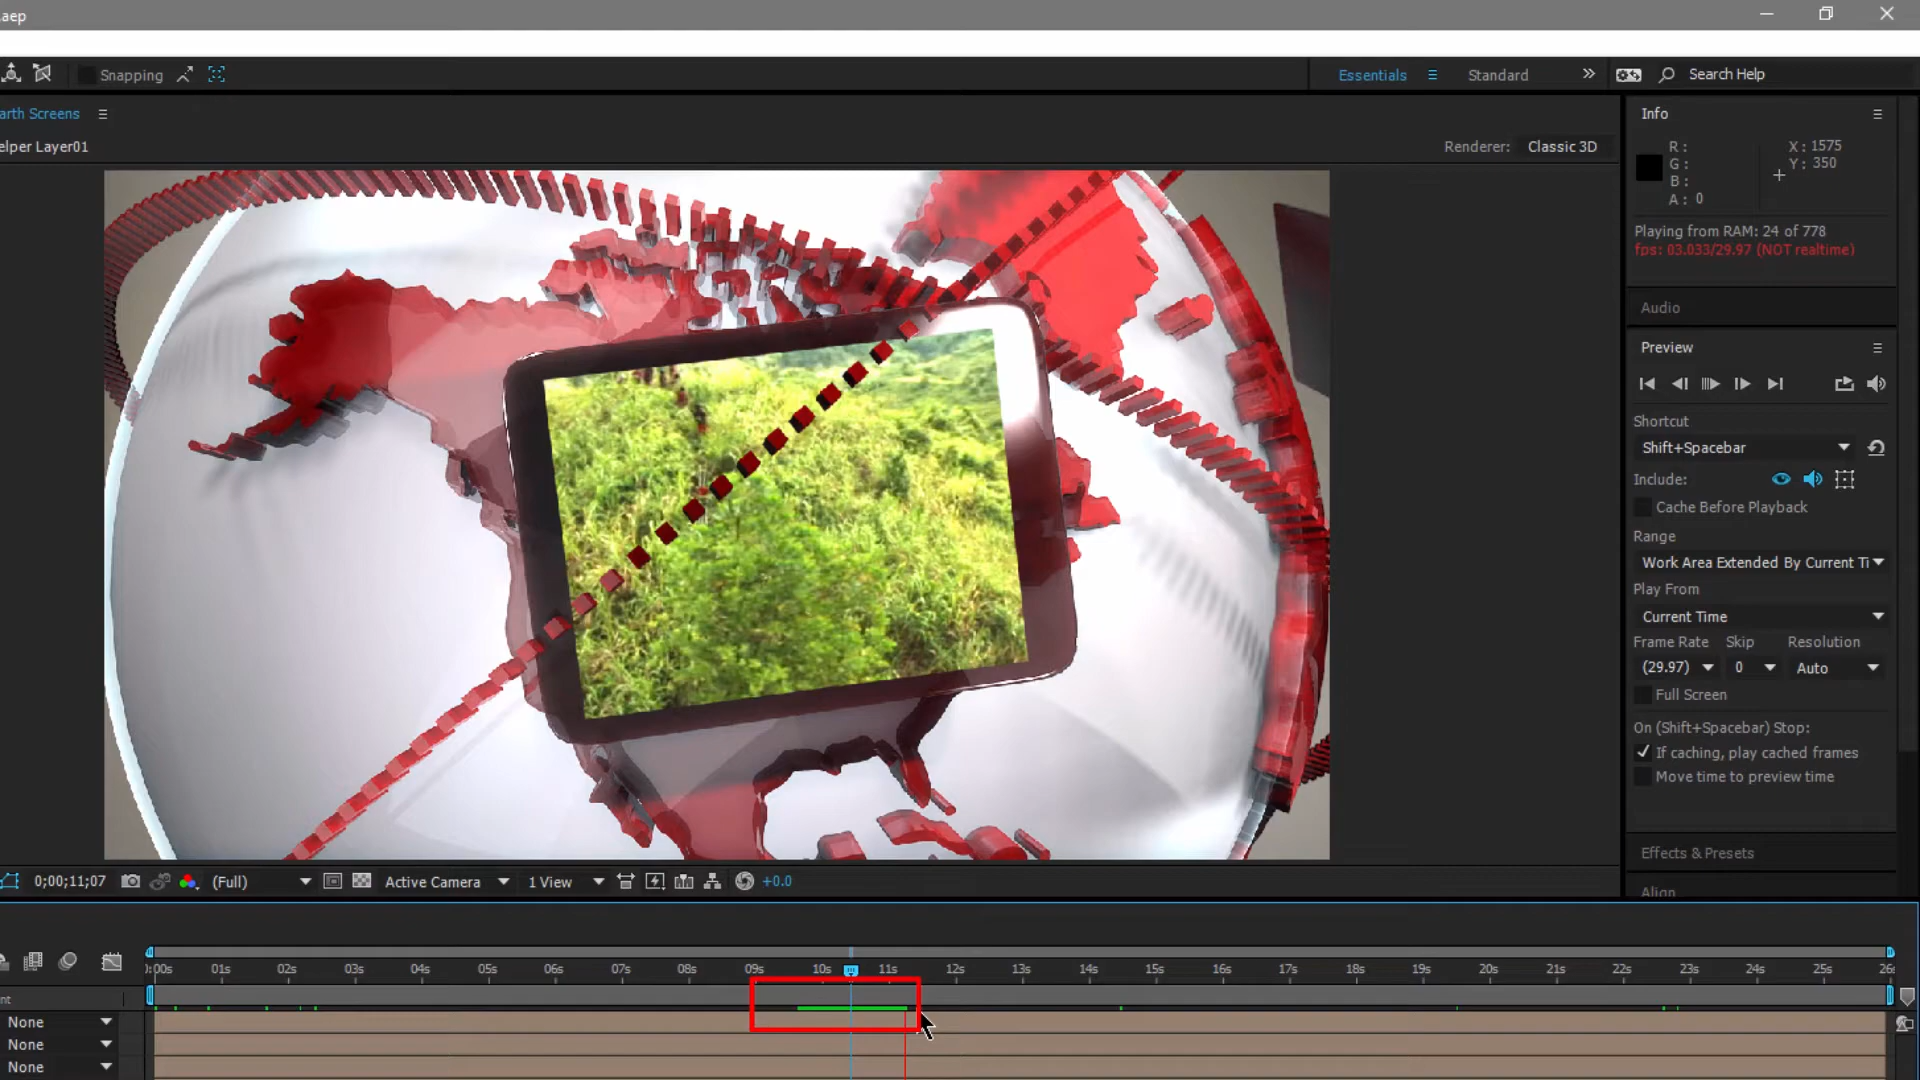 .aep
Snapping
Essentials
Standard
Search Help
arth Screens
elper Layer01
Renderer: Classic 3D
Info
R :
G :
B :
A : 0
X : 1575
Y : 350
Playing from RAM: 24 of 778
fps: 03.033/29.97 (NOT realtime)
Audio
Preview
Shortcut
Shift+Spacebar
Include:
Cache Before Playback
Range
Work Area Extended By Current Ti
Play From
Current Time
Frame Rate Skip Resolution
(29.97) 0 Auto
Full Screen
On (Shift+Spacebar) Stop:
If caching, play cached frames
Move time to preview time
Effects & Presets
Align
0;00;11;07 (Full) Active Camera 1 View +0.0
):00s 01s 02s 03s 04s 05s 06s 07s 08s 09s 10s 11s 12s 13s 14s 15s 16s 17s 18s 19s 20s 21s 22s 23s 24s 25s 26s
nt
None
None
None